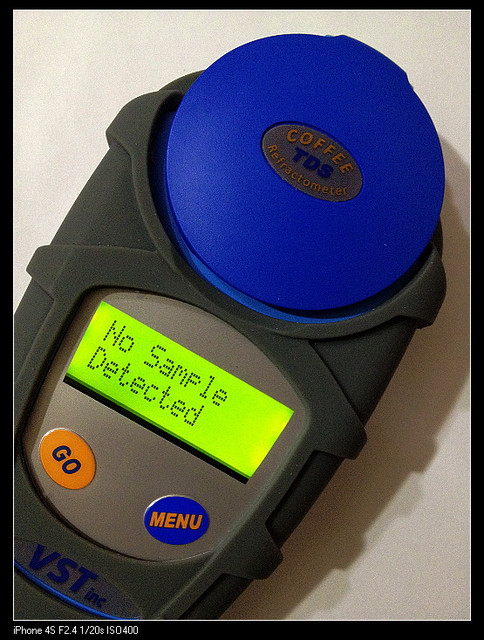 COFFEE
TDS
Refractometer
No Sample
Detected
GO
MENU
VST inc
iPhone 4S F2.4 1/20s ISO400